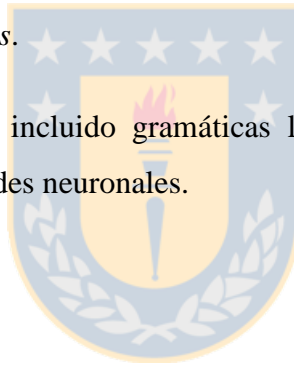 s.
incluido gramáticas l
des neuronales.